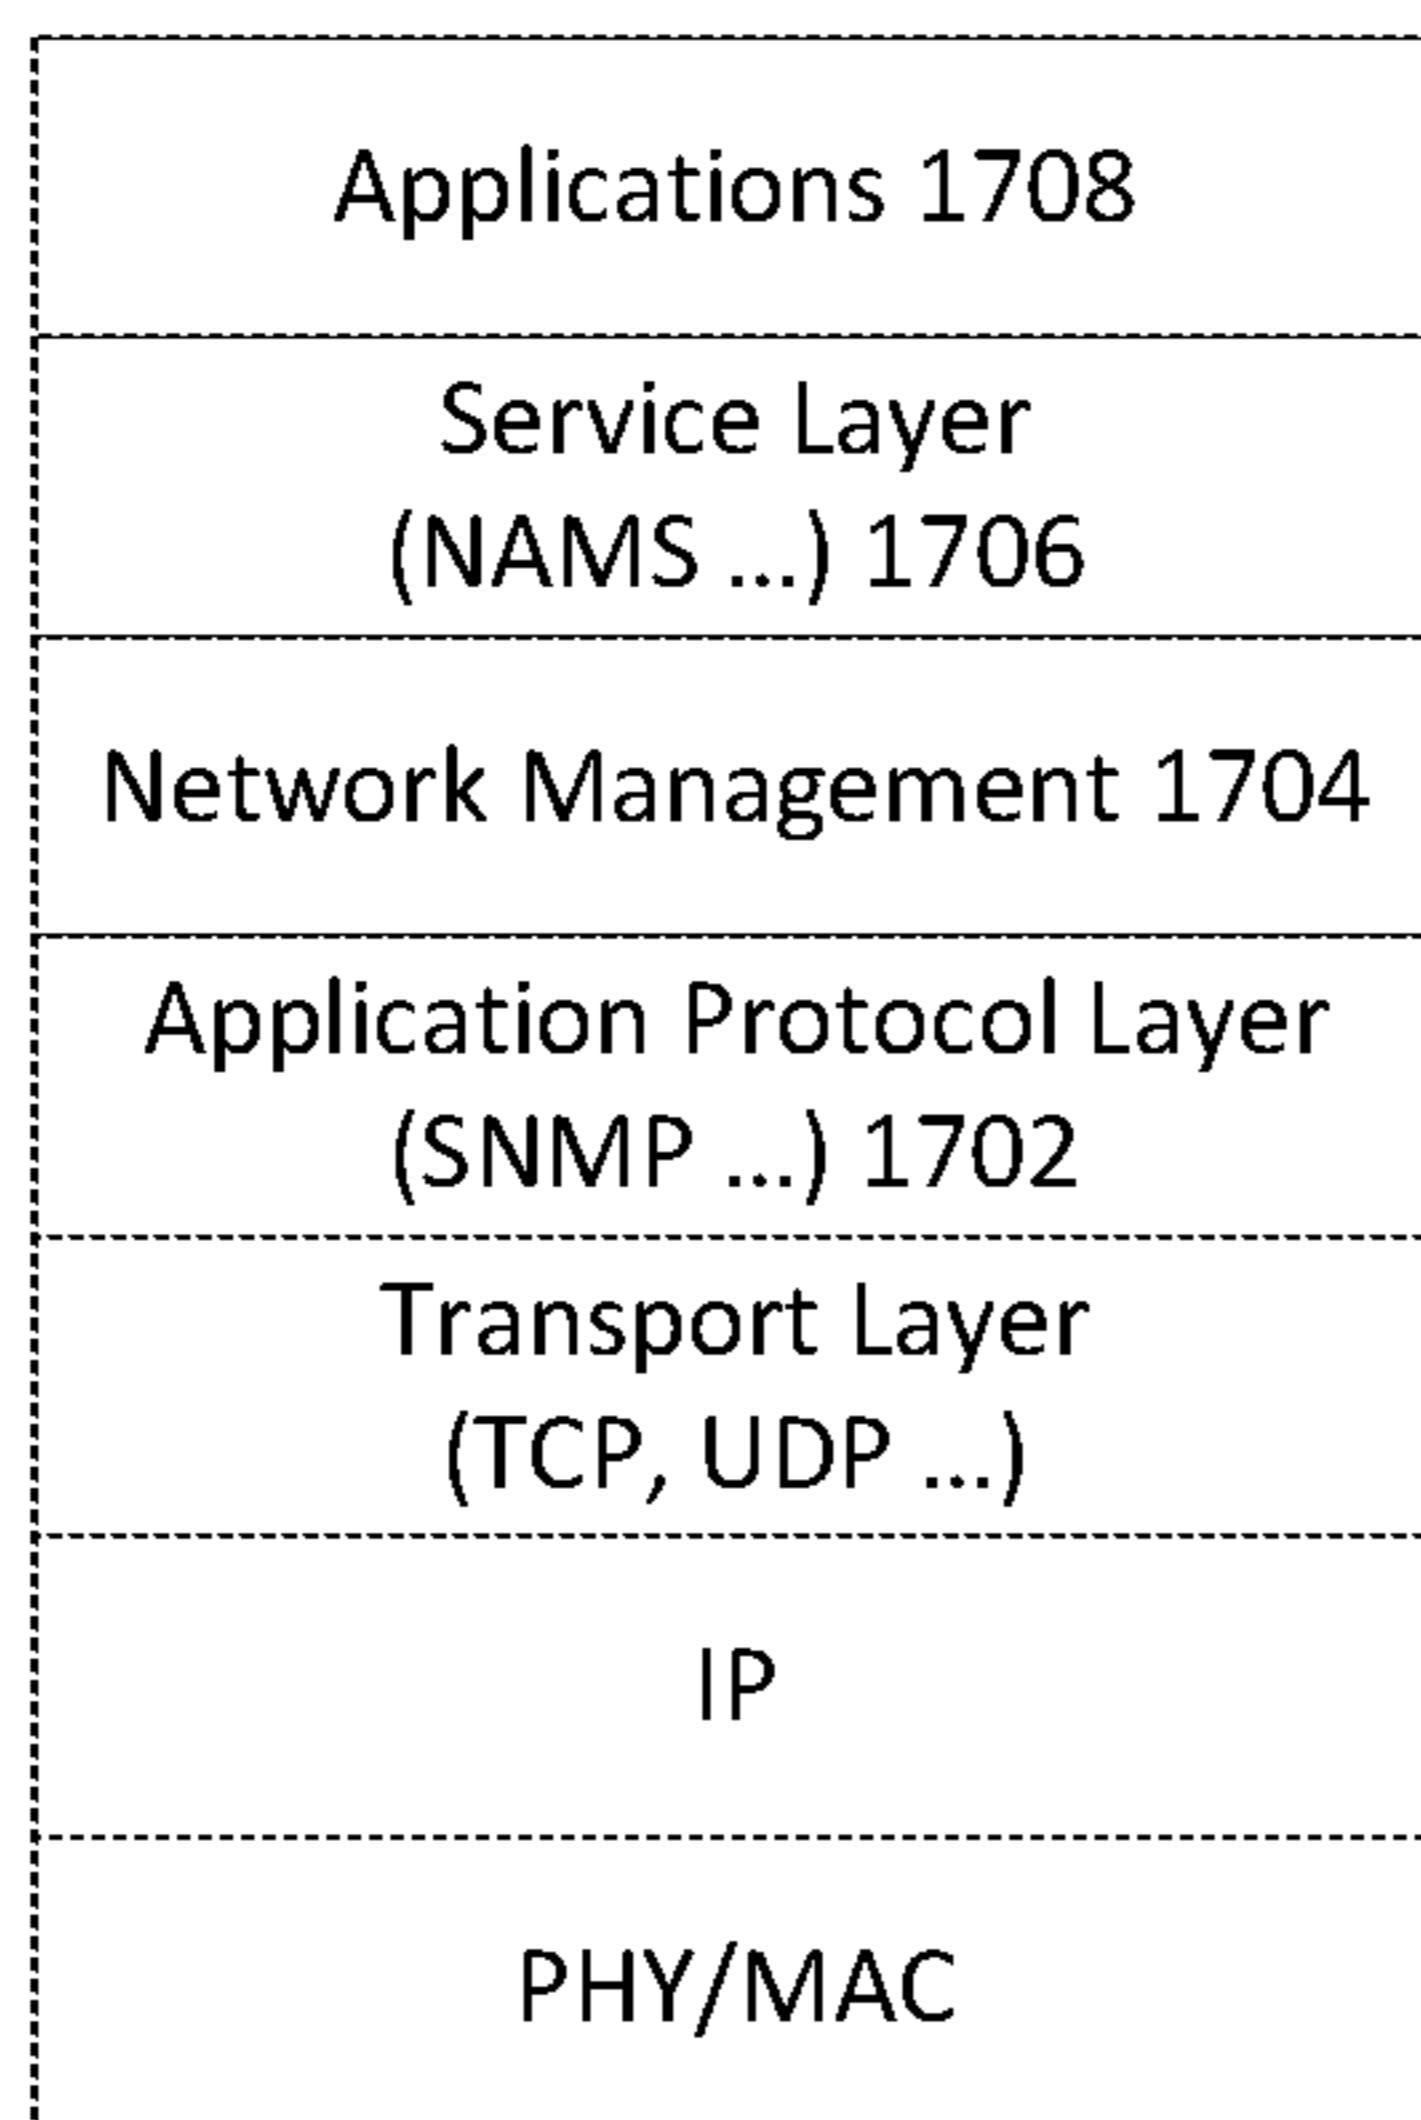 Applications 1708
Service Layer
(NAMS ...) 1706
Network Management 1704
Application Protocol Layer
(SNMP ...) 1702
Transport Layer
(TCP, UDP ...)
IP
PHY/MAC